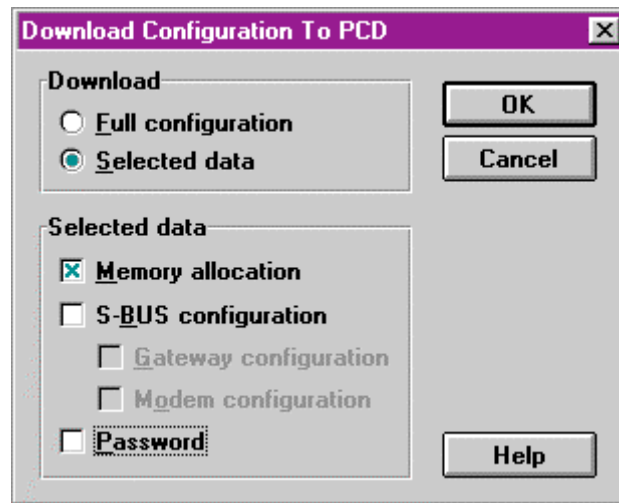 Download Configuration To PCD
Download
Full configuration
Selected data
OK
Cancel
Selected data
Memory allocation
S-BUS configuration
Gateway configuration
Modem configuration
Password
Help